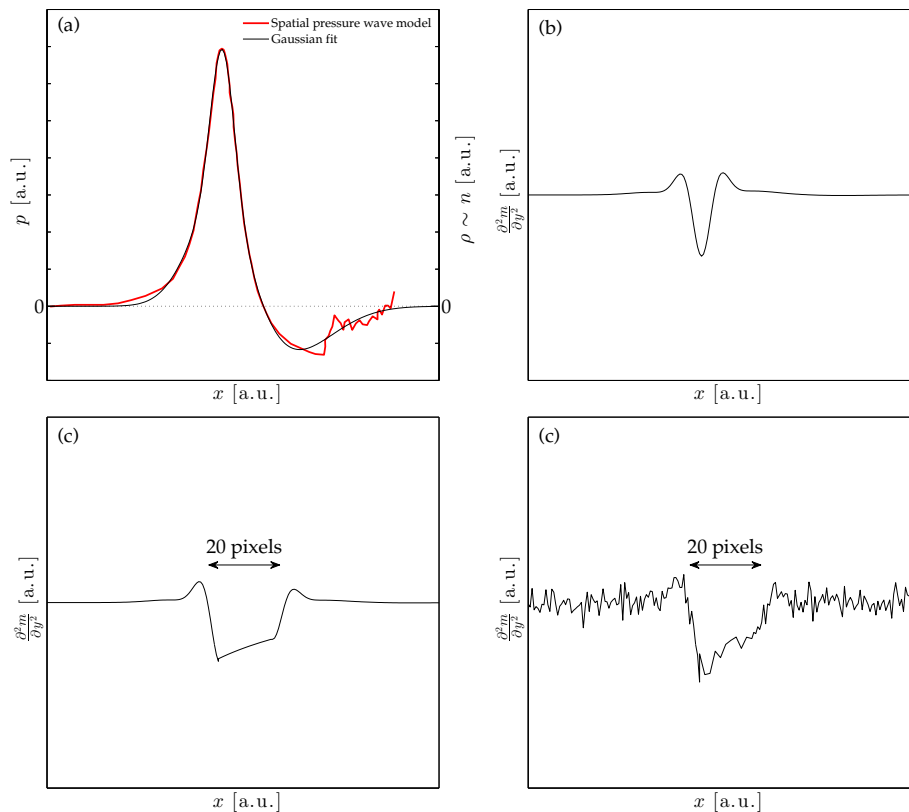 (a)
Spatial pressure wave model
Gaussian fit
p [a.u.]
0
0
ρ ∼ n [a.u.]
x [a.u.]
(b)
∂²m/∂y² [a.u.]
x [a.u.]
(c)
20 pixels
∂²m/∂y² [a.u.]
x [a.u.]
(c)
20 pixels
∂²m/∂y² [a.u.]
x [a.u.]